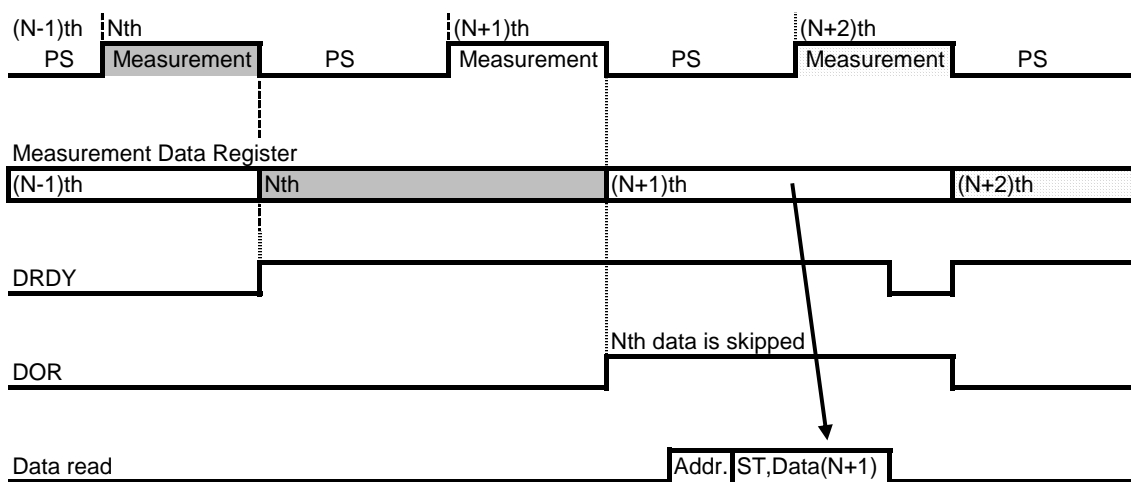 (N-1)th Nth (N+1)th (N+2)th
PS Measurement PS Measurement PS Measurement PS
Measurement Data Register
(N-1)th Nth (N+1)th (N+2)th
DRDY
Nth data is skipped
DOR
Data read Addr. ST,Data(N+1)